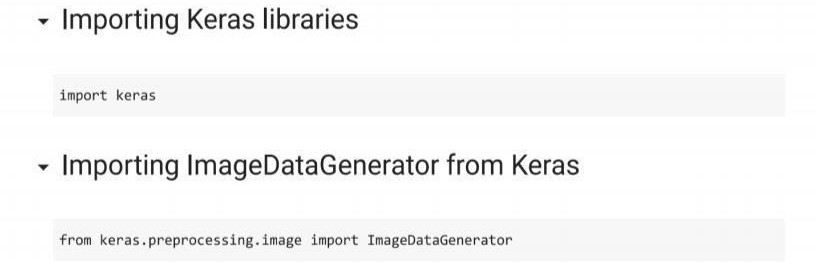 Importing Keras libraries
import keras
Importing ImageDataGenerator from Keras
from keras.preprocessing.image import ImageDataGenerator